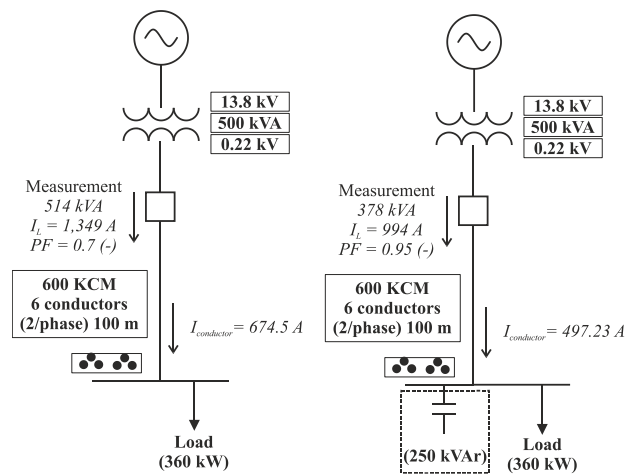 13.8 kV
500 kVA
0.22 kV
Measurement
514 kVA
I_L = 1,349 A
PF = 0.7 (-)
600 KCM
6 conductors
(2/phase) 100 m
I_conductor = 674.5 A
Load
(360 kW)
13.8 kV
500 kVA
0.22 kV
Measurement
378 kVA
I_L = 994 A
PF = 0.95 (-)
600 KCM
6 conductors
(2/phase) 100 m
I_conductor = 497.23 A
(250 kVAr)
Load
(360 kW)